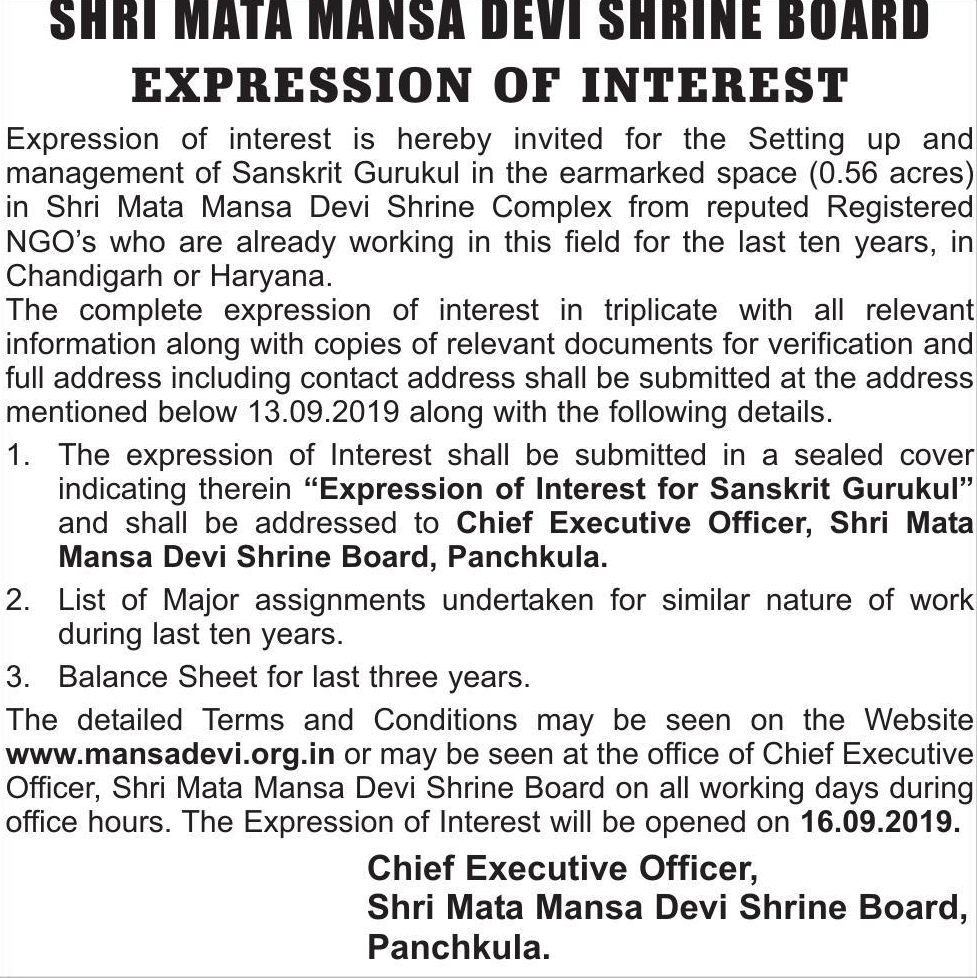 SHRI MATA MANSA DEVI SHRINE BOARD
EXPRESSION OF INTEREST
Expression of interest is hereby invited for the Setting up and
management of Sanskrit Gurukul in the earmarked space (0.56 acres)
in Shri Mata Mansa Devi Shrine Complex from reputed Registered
NGO's who are already working in this field for the last ten years, in
Chandigarh or Haryana.
The complete expression of interest in triplicate with all relevant
information along with copies of relevant documents for verification and
full address including contact address shall be submitted at the address
mentioned below 13.09.2019 along with the following details.
1. The expression of Interest shall be submitted in a sealed cover
indicating therein “Expression of Interest for Sanskrit Gurukul”
and shall be addressed to Chief Executive Officer, Shri Mata
Mansa Devi Shrine Board, Panchkula.
2. List of Major assignments undertaken for similar nature of work
during last ten years.
3. Balance Sheet for last three years.
The detailed Terms and Conditions may be seen on the Website
www.mansadevi.org.in or may be seen at the office of Chief Executive
Officer, Shri Mata Mansa Devi Shrine Board on all working days during
office hours. The Expression of Interest will be opened on 16.09.2019.
Chief Executive Officer,
Shri Mata Mansa Devi Shrine Board,
Panchkula.